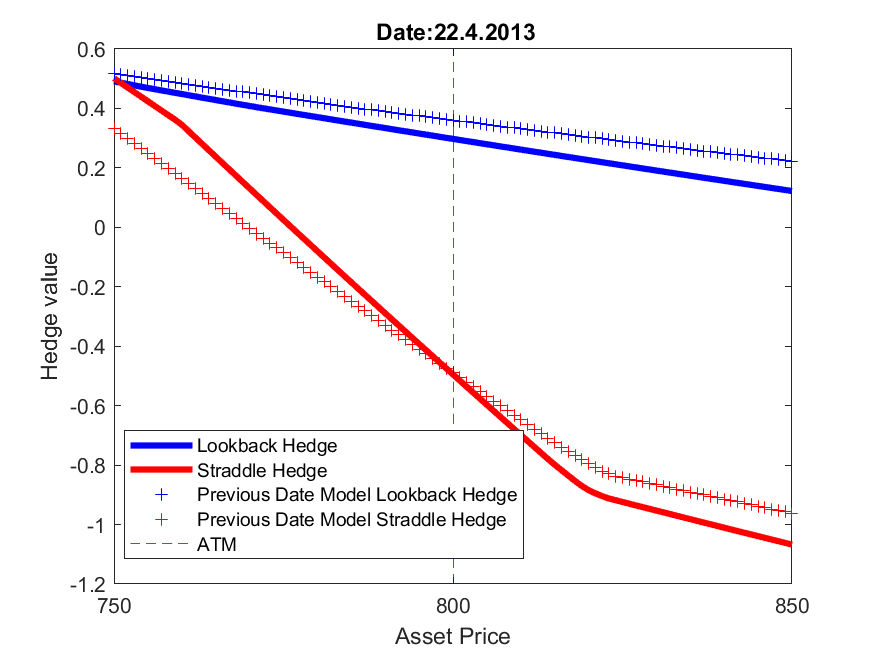 Date:22.4.2013
0.6
0.4
0.2
0
-0.2
-0.4
-0.6
-0.8
-1
-1.2
Hedge value
Lookback Hedge
Straddle Hedge
Previous Date Model Lookback Hedge
Previous Date Model Straddle Hedge
ATM
750
800
850
Asset Price